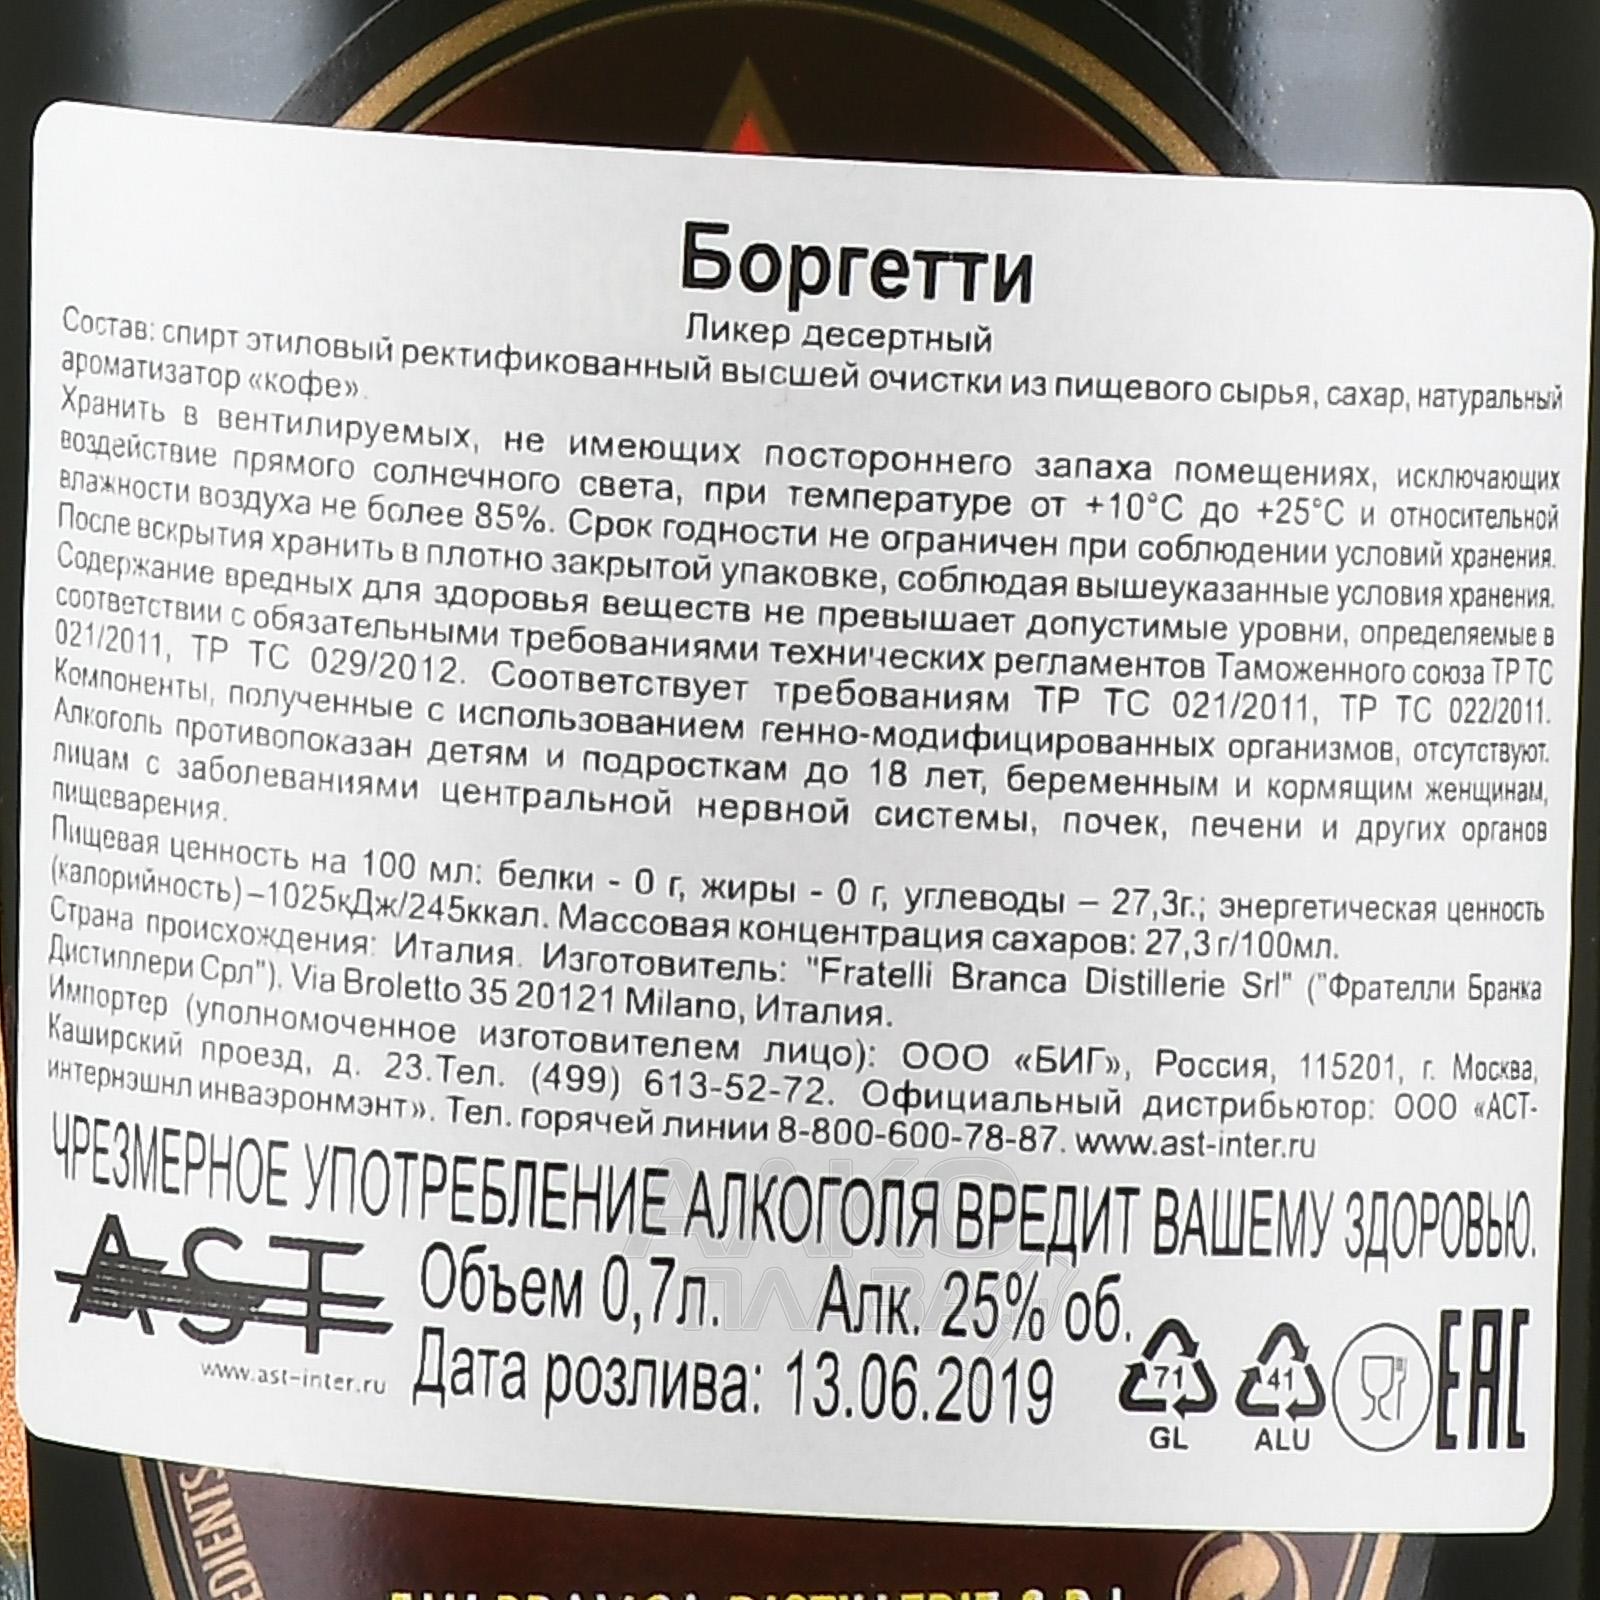 Боргетти
Ликер десертный
Состав: спирт этиловый ректификованный высшей очистки из пищевого сырья, сахар, натуральный
ароматизатор «кофе».
Хранить в вентилируемых, не имеющих постороннего запаха помещениях, исключающих
воздействие прямого солнечного света, при температуре от +10°С до +25°С и относительной
влажности воздуха не более 85%. Срок годности не ограничен при соблюдении условий хранения.
После вскрытия хранить в плотно закрытой упаковке, соблюдая вышеуказанные условия хранения.
Содержание вредных для здоровья веществ не превышает допустимые уровни, определяемые в
соответствии с обязательными требованиями технических регламентов Таможенного союза ТР ТС
021/2011, ТР ТС 029/2012. Соответствует требованиям ТР ТС 021/2011, ТР ТС 022/2011.
Компоненты, полученные с использованием генно-модифицированных организмов, отсутствуют.
Алкоголь противопоказан детям и подросткам до 18 лет, беременным и кормящим женщинам,
лицам с заболеваниями центральной нервной системы, почек, печени и других органов
пищеварения.
Пищевая ценность на 100 мл: белки - 0 г, жиры - 0 г, углеводы – 27,3г.; энергетическая ценность
(калорийность) –1025кДж/245ккал. Массовая концентрация сахаров: 27,3 г/100мл.
Страна происхождения: Италия. Изготовитель: "Fratelli Branca Distillerie Srl" ("Фрателли Бранка
Дистиллери Срл"). Via Broletto 35 20121 Milano, Италия.
Импортер (уполномоченное изготовителем лицо): ООО «БИГ», Россия, 115201, г. Москва,
Каширский проезд, д. 23.Тел. (499) 613-52-72. Официальный дистрибьютор: ООО «АСТ-
интернэшнл инваэронмэнт». Тел. горячей линии 8-800-600-78-87. www.ast-inter.ru
ЧРЕЗМЕРНОЕ УПОТРЕБЛЕНИЕ АЛКОГОЛЯ ВРЕДИТ ВАШЕМУ ЗДОРОВЬЮ.
AST
www.ast-inter.ru
Объем 0,7л. Алк. 25% об.
Дата розлива: 13.06.2019
71
GL
41
ALU
EAC